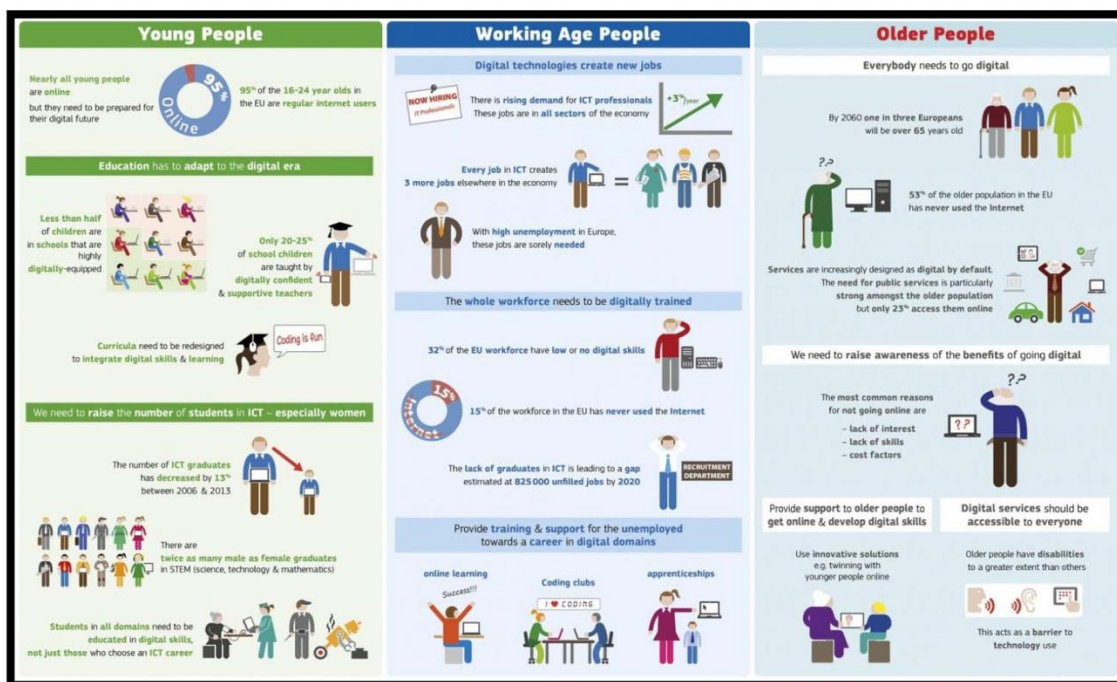 Young People
Nearly all young people
are online
but they need to be prepared for
their digital future
95%
Online
95% of the 16-24 year olds in
the EU are regular internet users
Education has to adapt to the digital era
Less than half
of children are
in schools that are
highly
digitally-equipped
Only 20-25%
of school children
are taught by
digitally confident
& supportive teachers
Curricula need to be redesigned
to integrate digital skills & learning
Coding is fun
We need to raise the number of students in ICT – especially women
The number of ICT graduates
has decreased by 13%
between 2006 & 2013
There are
twice as many male as female graduates
in STEM (science, technology & mathematics)
Students in all domains need to be
educated in digital skills,
not just those who choose an ICT career
Working Age People
Digital technologies create new jobs
NOW HIRING
IT Professionals
There is rising demand for ICT professionals
These jobs are in all sectors of the economy
+3%/year
Every job in ICT creates
3 more jobs elsewhere in the economy
=
With high unemployment in Europe,
these jobs are sorely needed
The whole workforce needs to be digitally trained
32% of the EU workforce have low or no digital skills
15%
Internet
15% of the workforce in the EU has never used the Internet
The lack of graduates in ICT is leading to a gap
estimated at 825 000 unfilled jobs by 2020
RECRUITMENT
DEPARTMENT
Provide training & support for the unemployed
towards a career in digital domains
online learning
Success!!!
Coding clubs
I ♥ CODING
apprenticeships
Older People
Everybody needs to go digital
By 2060 one in three Europeans
will be over 65 years old
??
53% of the older population in the EU
has never used the Internet
Services are increasingly designed as digital by default.
The need for public services is particularly
strong amongst the older population
but only 23% access them online
We need to raise awareness of the benefits of going digital
The most common reasons
for not going online are
– lack of interest
– lack of skills
– cost factors
??
??
Provide support to older people to
get online & develop digital skills
Use innovative solutions
e.g. twinning with
younger people online
Digital services should be
accessible to everyone
Older people have disabilities
to a greater extent than others
This acts as a barrier to
technology use